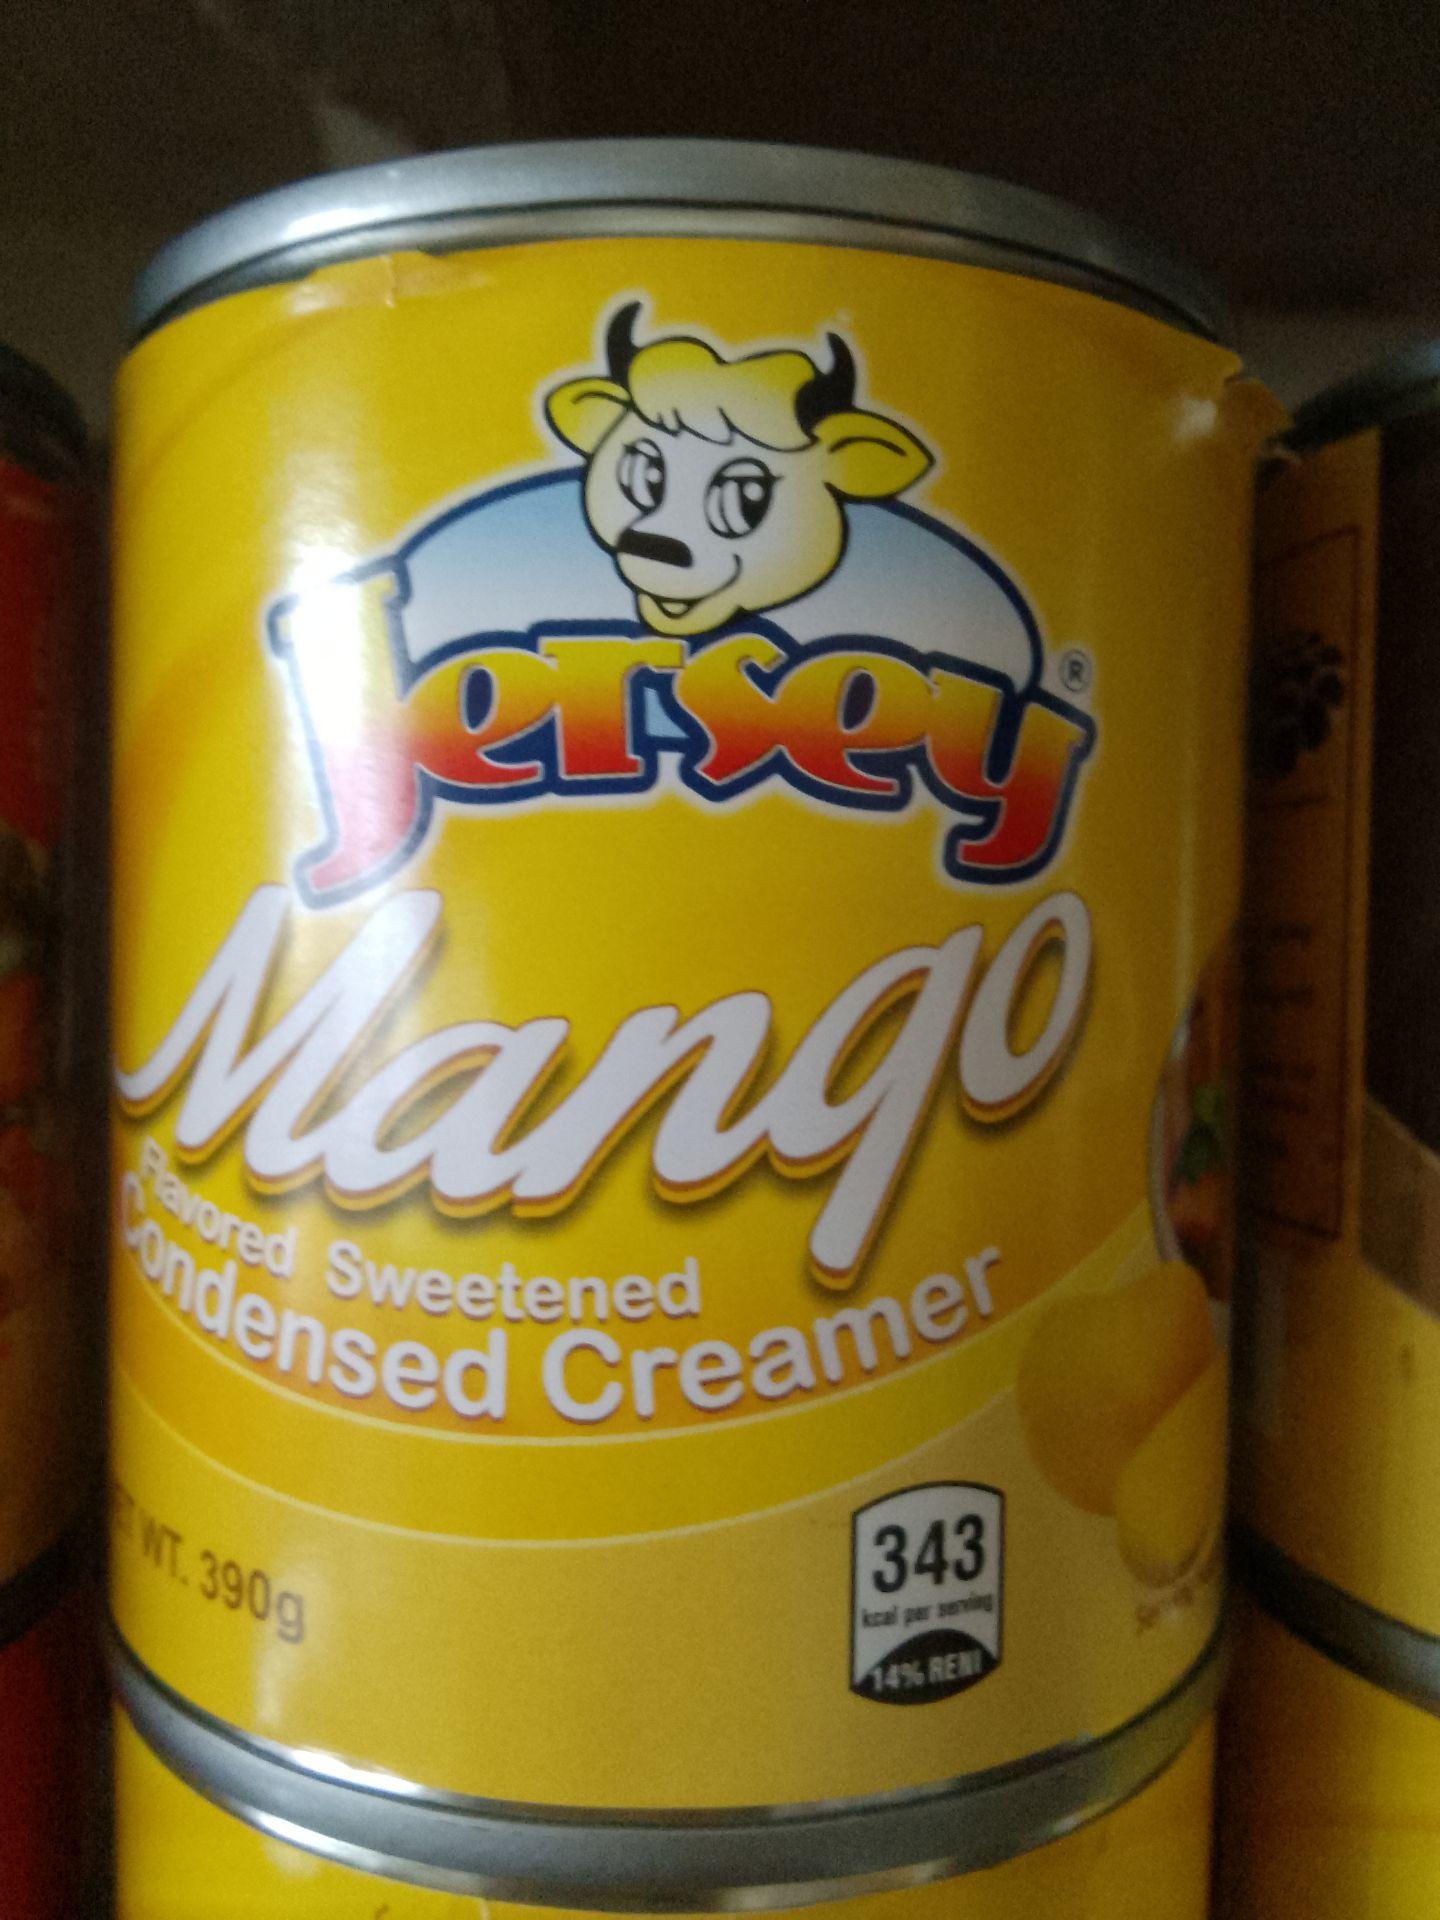 Jersey ®
Mango
Flavored Sweetened
Condensed Creamer
WT. 390g
343
kcal per serving
14% RENI